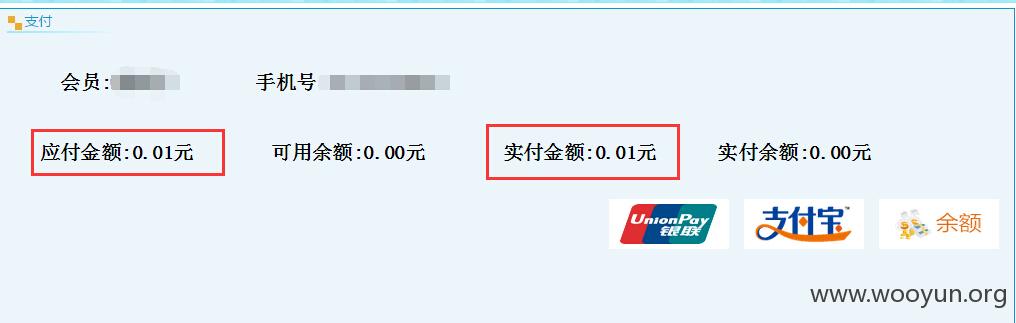 支付
会员: 手机号
应付金额:0.01元 可用余额:0.00元 实付金额:0.01元 实付余额:0.00元
UnionPay 银联 支付宝™ 余额
www.wooyun.org